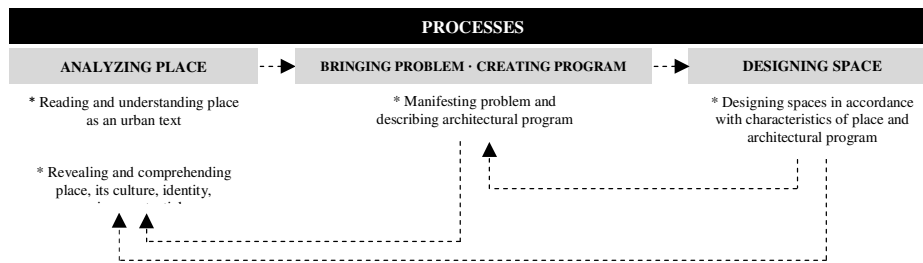 PROCESSES
ANALYZING PLACE
BRINGING PROBLEM · CREATING PROGRAM
DESIGNING SPACE
* Reading and understanding place
as an urban text
* Revealing and comprehending
place, its culture, identity,
* Manifesting problem and
describing architectural program
* Designing spaces in accordance
with characteristics of place and
architectural program